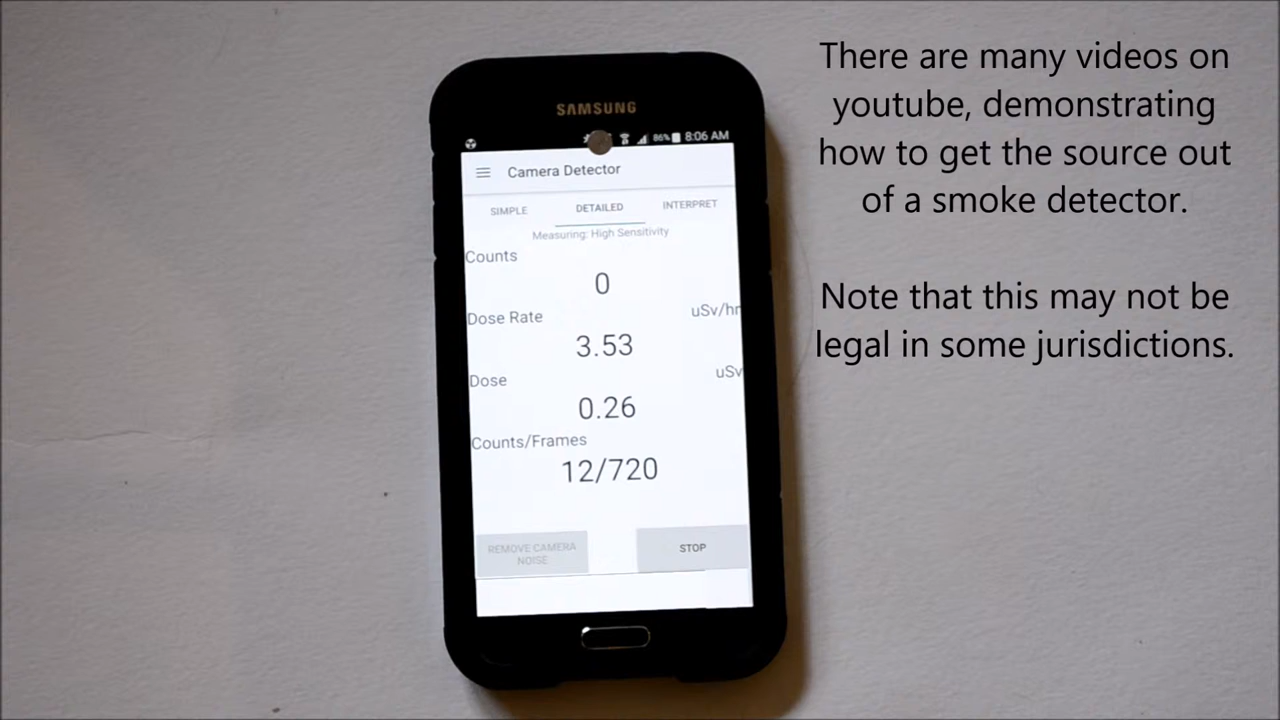 There are many videos on
youtube, demonstrating
how to get the source out
of a smoke detector.
Note that this may not be
legal in some jurisdictions.
SAMSUNG
86% 8:06 AM
Camera Detector
SIMPLE DETAILED INTERPRET
Measuring: High Sensitivity
Counts
0
Dose Rate uSv/hr
3.53
Dose uSv
0.26
Counts/Frames
12/720
REMOVE CAMERA
NOISE
STOP